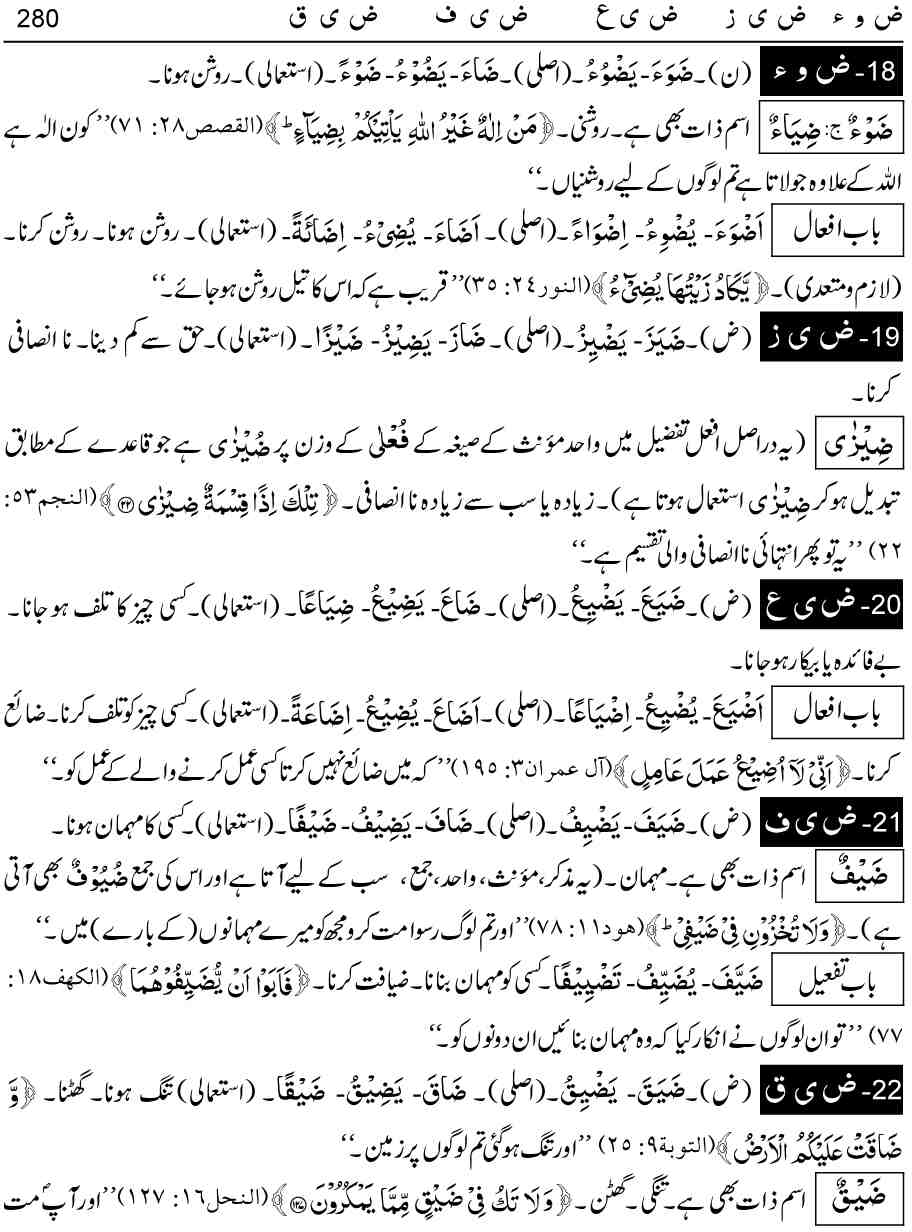 ض و ء ض ی ز ض ی ع ض ی ف ض ی ق 280
18- ض و ء (ن)۔ ضَوَءَ۔ یَضْوُءُ۔ (اصلی)۔ ضَاءَ۔ یَضُوْءُ۔ ضَوْءً۔ (استعمالی)۔ روشن ہونا۔
ضَوْءٌ ج: ضِیَاءٌ اسم ذات بھی ہے۔ روشنی۔ ﴿مَنْ اِلٰهٌ غَيْرُ اللّٰهِ يَاْتِيْكُمْ بِضِيَآءٍ ؕ﴾ (القصص۲۸: ۷۱) ’’کون الٰہ ہے
اللہ کے علاوہ جو لاتا ہے تم لوگوں کے لیے روشنیاں۔‘‘
باب افعال اَضْوَءَ۔ یُضْوِءُ۔ اِضْوَاءً۔ (اصلی)۔ اَضَاءَ۔ یُضِیْءُ۔ اِضَائَةً۔ (استعمالی)۔ روشن ہونا۔ روشن کرنا۔
(لازم و متعدی)۔ ﴿يَّكَادُ زَيْتُهَا يُضِيْٓءُ﴾ (النور۲۴: ۳۵) ’’قریب ہے کہ اس کا تیل روشن ہو جائے۔‘‘
19- ض ی ز (ض)۔ ضَیَزَ۔ یَضْیِزُ۔ (اصلی)۔ ضَازَ۔ یَضِیْزُ۔ ضَیْزًا۔ (استعمالی)۔ حق سے کم دینا۔ نا انصافی
کرنا۔
ضِیْزٰی (یہ دراصل افعل تفضیل میں واحد مؤنث کے صیغہ کے فُعْلٰی کے وزن پر ضُیْزٰی ہے جو قاعدے کے مطابق
تبدیل ہو کر ضِیْزٰی استعمال ہوتا ہے)۔ زیادہ یا سب سے زیادہ نا انصافی۔ ﴿تِلْكَ اِذًا قِسْمَةٌ ضِيْزٰى ۲۲﴾ (النجم۵۳:
۲۲) ’’یہ تو پھر انتہائی نا انصافی والی تقسیم ہے۔‘‘
20- ض ی ع (ض)۔ ضَیَعَ۔ یَضْیِعُ۔ (اصلی)۔ ضَاعَ۔ یَضِیْعُ۔ ضِیَاعًا۔ (استعمالی)۔ کسی چیز کا تلف ہو جانا۔
بے فائدہ یا بیکار ہو جانا۔
باب افعال اَضْیَعَ۔ یُضْیِعُ۔ اِضْیَاعًا۔ (اصلی)۔ اَضَاعَ۔ یُضِیْعُ۔ اِضَاعَةً۔ (استعمالی)۔ کسی چیز کو تلف کرنا۔ ضائع
کرنا۔ ﴿اَنِّيْ لَآ اُضِيْعُ عَمَلَ عَامِلٍ﴾ (آل عمران۳: ۱۹۵) ’’کہ میں ضائع نہیں کرتا کسی عمل کرنے والے کے عمل کو۔‘‘
21- ض ی ف (ض)۔ ضَیَفَ۔ یَضْیِفُ۔ (اصلی)۔ ضَافَ۔ یَضِیْفُ۔ ضَیْفًا۔ (استعمالی)۔ کسی کا مہمان ہونا۔
ضَیْفٌ اسم ذات بھی ہے۔ مہمان۔ (یہ مذکر، مؤنث، واحد، جمع، سب کے لیے آتا ہے اور اس کی جمع ضُیُوْفٌ بھی آتی
ہے)۔ ﴿وَلَا تُخْزُوْنِ فِيْ ضَيْفِيْ ؕ﴾ (ھود۱۱: ۷۸) ’’اور تم لوگ رسوا مت کرو مجھ کو میرے مہمانوں (کے بارے) میں۔‘‘
باب تفعیل ضَیَّفَ۔ یُضَیِّفُ۔ تَضْیِیْفًا۔ کسی کو مہمان بنانا۔ ضیافت کرنا۔ ﴿فَاَبَوْا اَنْ يُّضَيِّفُوْهُمَا﴾ (الکھف۱۸:
۷۷) ’’تو ان لوگوں نے انکار کیا کہ وہ مہمان بنائیں ان دونوں کو۔‘‘
22- ض ی ق (ض)۔ ضَیَقَ۔ یَضْیِقُ۔ (اصلی)۔ ضَاقَ۔ یَضِیْقُ۔ ضَیْقًا۔ (استعمالی) تنگ ہونا۔ گھٹنا۔ ﴿وَّ
ضَاقَتْ عَلَيْكُمُ الْاَرْضُ﴾ (التوبة۹: ۲۵) ’’اور تنگ ہو گئی تم لوگوں پر زمین۔‘‘
ضَیْقٌ اسم ذات بھی ہے۔ تنگی۔ گھٹن۔ ﴿وَلَا تَكُ فِيْ ضَيْقٍ مِّمَّا يَمْكُرُوْنَ ۱۲۷﴾ (النحل۱۶: ۱۲۷) ’’اور آپؐ مت